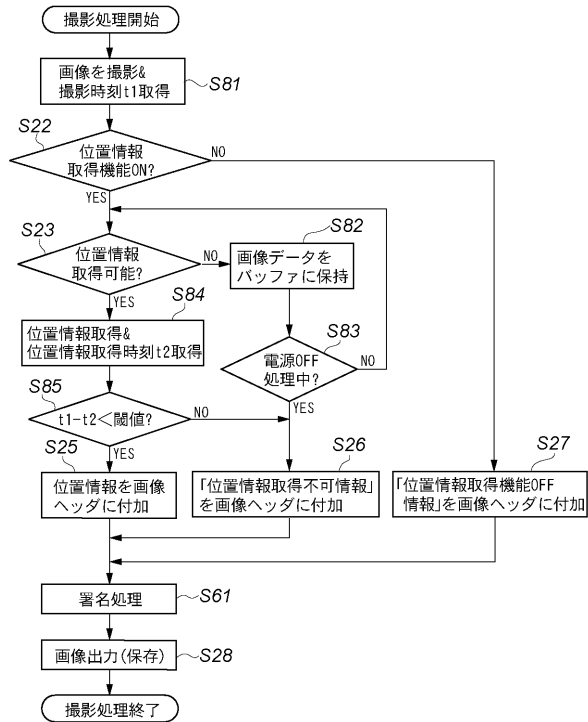 撮影処理開始
画像を撮影&
撮影時刻t1取得
S81
S22
位置情報
取得機能ON?
NO
YES
S23
位置情報
取得可能?
NO
YES
S82
画像データを
バッファに保持
S84
位置情報取得&
位置情報取得時刻t2取得
S83
電源OFF
処理中?
NO
YES
S85
t1-t2<閾値?
NO
YES
S25
位置情報を画像
ヘッダに付加
S26
「位置情報取得不可情報」
を画像ヘッダに付加
S27
「位置情報取得機能OFF
情報」を画像ヘッダに付加
署名処理
S61
画像出力(保存)
S28
撮影処理終了